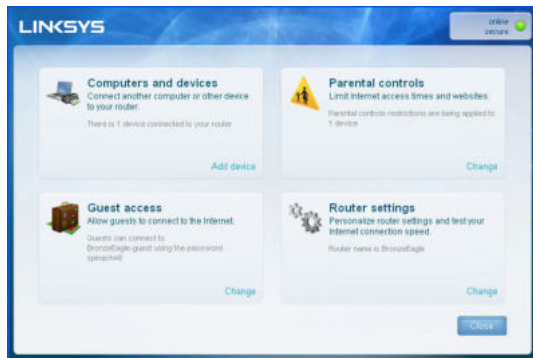 LINKSYS
online
secure
Computers and devices
Connect another computer or other device
to your router.
There is 1 device connected to your router
Add device
Parental controls
Limit Internet access times and websites.
Parental controls restrictions are being applied to
1 device
Change
Guest access
Allow guests to connect to the Internet.
Guests can connect to
BronzeEagle-guest using the password
spinach48
Change
Router settings
Personalize router settings and test your
Internet connection speed.
Router name is BronzeEagle
Change
Close